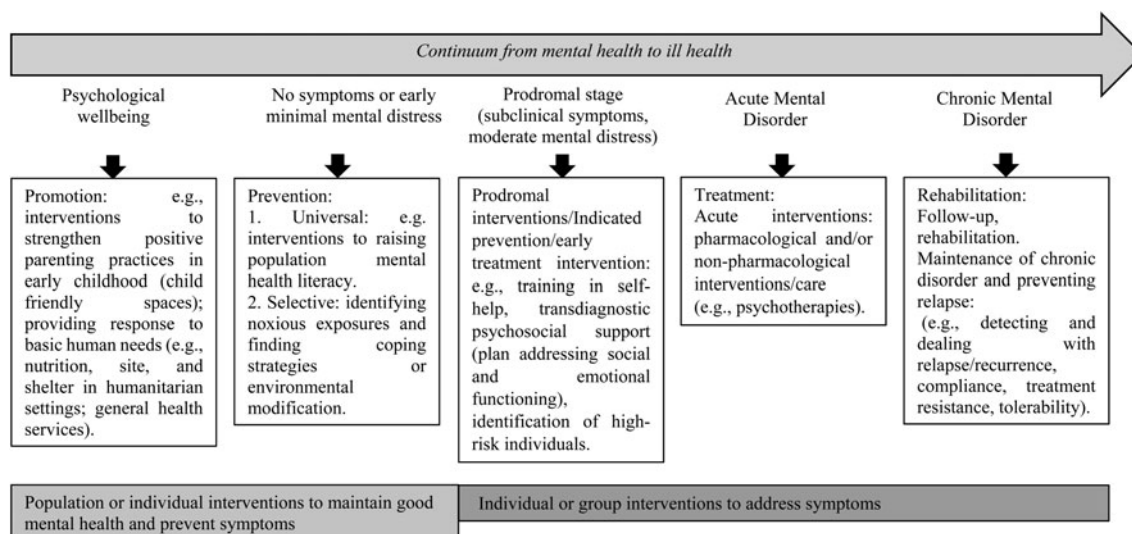 Continuum from mental health to ill health
Psychological
wellbeing
No symptoms or early
minimal mental distress
Prodromal stage
(subclinical symptoms,
moderate mental distress)
Acute Mental
Disorder
Chronic Mental
Disorder
Promotion: e.g.,
interventions to
strengthen positive
parenting practices in
early childhood (child
friendly spaces);
providing response to
basic human needs (e.g.,
nutrition, site, and
shelter in humanitarian
settings; general health
services).
Prevention:
1. Universal: e.g.
interventions to raising
population mental
health literacy.
2. Selective: identifying
noxious exposures and
finding coping
strategies or
environmental
modification.
Prodromal
interventions/Indicated
prevention/early
treatment intervention:
e.g., training in self-
help, transdiagnostic
psychosocial support
(plan addressing social
and emotional
functioning),
identification of high-
risk individuals.
Treatment:
Acute interventions:
pharmacological and/or
non-pharmacological
interventions/care
(e.g., psychotherapies).
Rehabilitation:
Follow-up,
rehabilitation.
Maintenance of chronic
disorder and preventing
relapse:
(e.g., detecting and
dealing with
relapse/recurrence,
compliance, treatment
resistance, tolerability).
Population or individual interventions to maintain good
mental health and prevent symptoms
Individual or group interventions to address symptoms